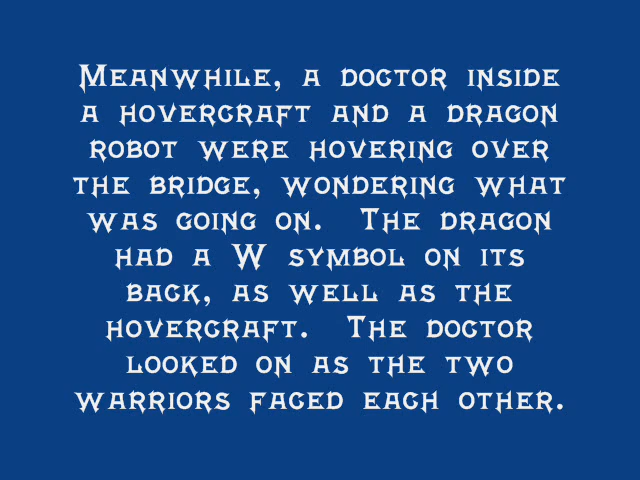 Meanwhile, a doctor inside
a hovercraft and a dragon
robot were hovering over
the bridge, wondering what
was going on.  The dragon
had a W symbol on its
back, as well as the
hovercraft.  The doctor
looked on as the two
warriors faced each other.